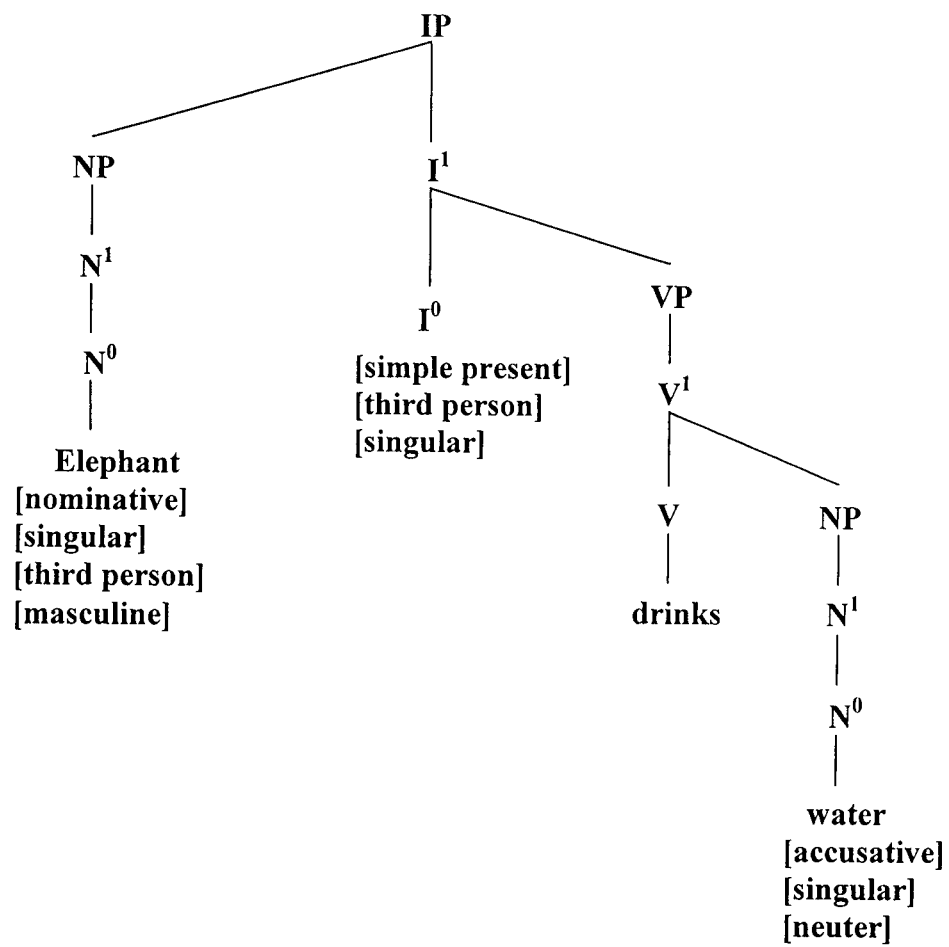 IP
NP
I¹
N¹
VP
I⁰
N⁰
[simple present]
V¹
[third person]
[singular]
Elephant
[nominative]
V
NP
[singular]
[third person]
[masculine]
drinks
N¹
N⁰
water
[accusative]
[singular]
[neuter]